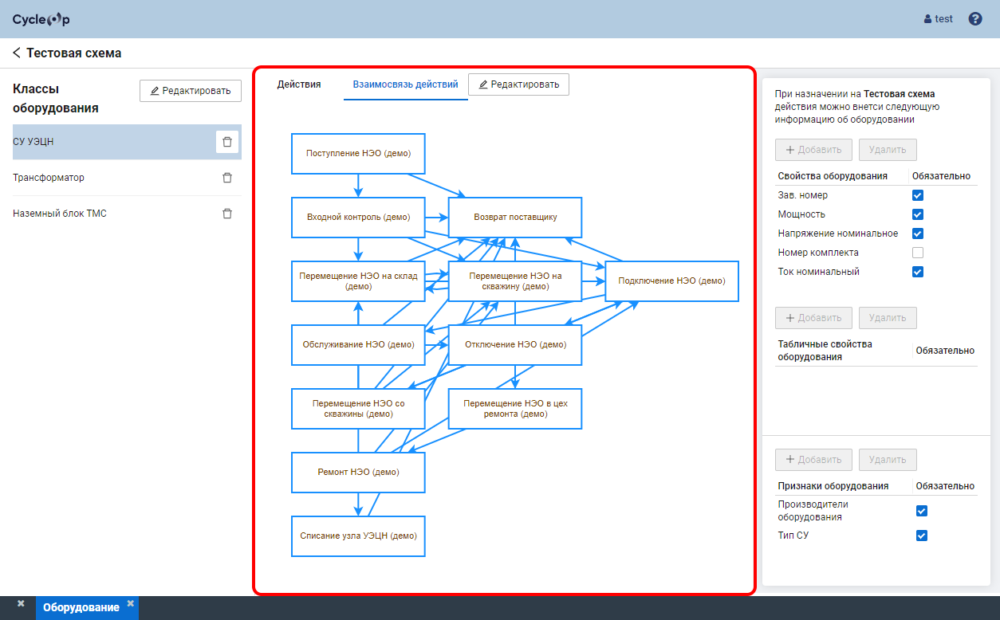 CycleOp
test
Тестовая схема
Классы
оборудования
Редактировать
СУ УЭЦН
Трансформатор
Наземный блок ТМС
Действия
Взаимосвязь действий
Редактировать
Поступление НЭО (демо)
Входной контроль (демо)
Возврат поставщику
Перемещение НЭО на склад
(демо)
Перемещение НЭО на
скважину (демо)
Подключение НЭО (демо)
Обслуживание НЭО (демо)
Отключение НЭО (демо)
Перемещение НЭО со
скважины (демо)
Перемещение НЭО в цех
ремонта (демо)
Ремонт НЭО (демо)
Списание узла УЭЦН (демо)
При назначении на Тестовая схема
действия можно внетси следующую
информацию об оборудовании
Добавить
Удалить
Свойства оборудования
Обязательно
Зав. номер
Мощность
Напряжение номинальное
Номер комплекта
Ток номинальный
Добавить
Удалить
Табличные свойства
оборудования
Обязательно
Добавить
Удалить
Признаки оборудования
Обязательно
Производители
оборудования
Тип СУ
Оборудование